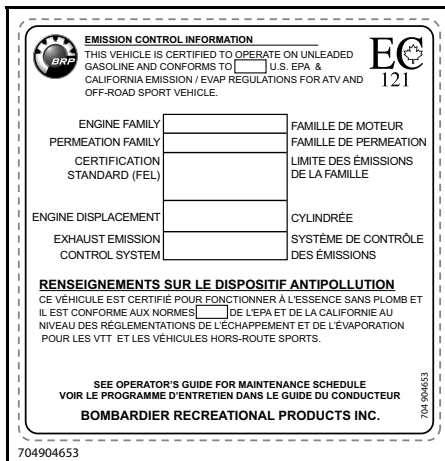 BRP
EMISSION CONTROL INFORMATION
THIS VEHICLE IS CERTIFIED TO OPERATE ON UNLEADED
GASOLINE AND CONFORMS TO U.S. EPA &
CALIFORNIA EMISSION / EVAP REGULATIONS FOR ATV AND
OFF-ROAD SPORT VEHICLE.
EC
121
ENGINE FAMILY FAMILLE DE MOTEUR
PERMEATION FAMILY FAMILLE DE PERMEATION
CERTIFICATION LIMITE DES ÉMISSIONS
STANDARD (FEL) DE LA FAMILLE
ENGINE DISPLACEMENT CYLINDRÉE
EXHAUST EMISSION SYSTÈME DE CONTRÔLE
CONTROL SYSTEM DES ÉMISSIONS
RENSEIGNEMENTS SUR LE DISPOSITIF ANTIPOLLUTION
CE VÉHICULE EST CERTIFIÉ POUR FONCTIONNER À L'ESSENCE SANS PLOMB ET
IL EST CONFORME AUX NORMES DE L'EPA ET DE LA CALIFORNIE AU
NIVEAU DES RÉGLEMENTATIONS DE L'ÉCHAPPEMENT ET DE L'ÉVAPORATION
POUR LES VTT ET LES VÉHICULES HORS-ROUTE SPORTS.
SEE OPERATOR'S GUIDE FOR MAINTENANCE SCHEDULE
VOIR LE PROGRAMME D'ENTRETIEN DANS LE GUIDE DU CONDUCTEUR
BOMBARDIER RECREATIONAL PRODUCTS INC.
704 904653
704904653